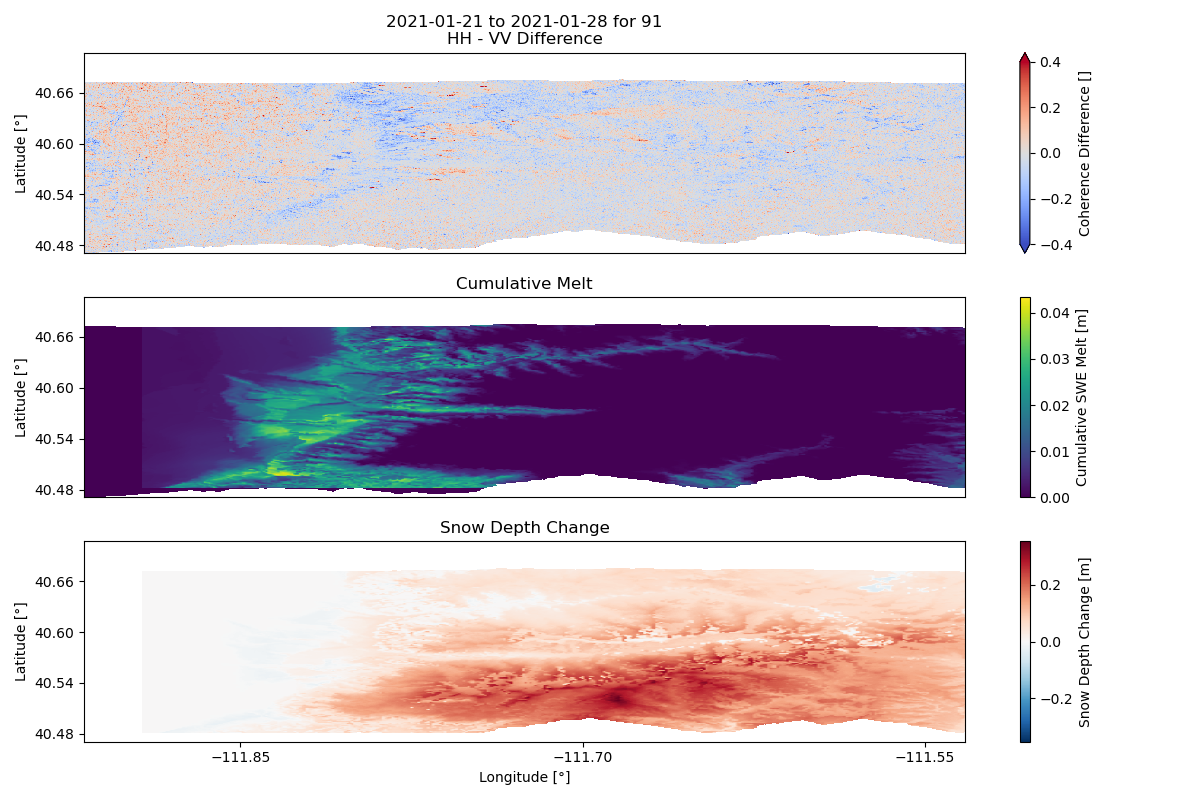 2021-01-21 to 2021-01-28 for 91
HH - VV Difference
40.66
40.60
40.54
40.48
Latitude [°]
0.4
0.2
0.0
−0.2
−0.4
Coherence Difference []
Cumulative Melt
40.66
40.60
40.54
40.48
Latitude [°]
0.04
0.03
0.02
0.01
0.00
Cumulative SWE Melt [m]
Snow Depth Change
40.66
40.60
40.54
40.48
Latitude [°]
0.2
0.0
−0.2
Snow Depth Change [m]
−111.85
−111.70
−111.55
Longitude [°]